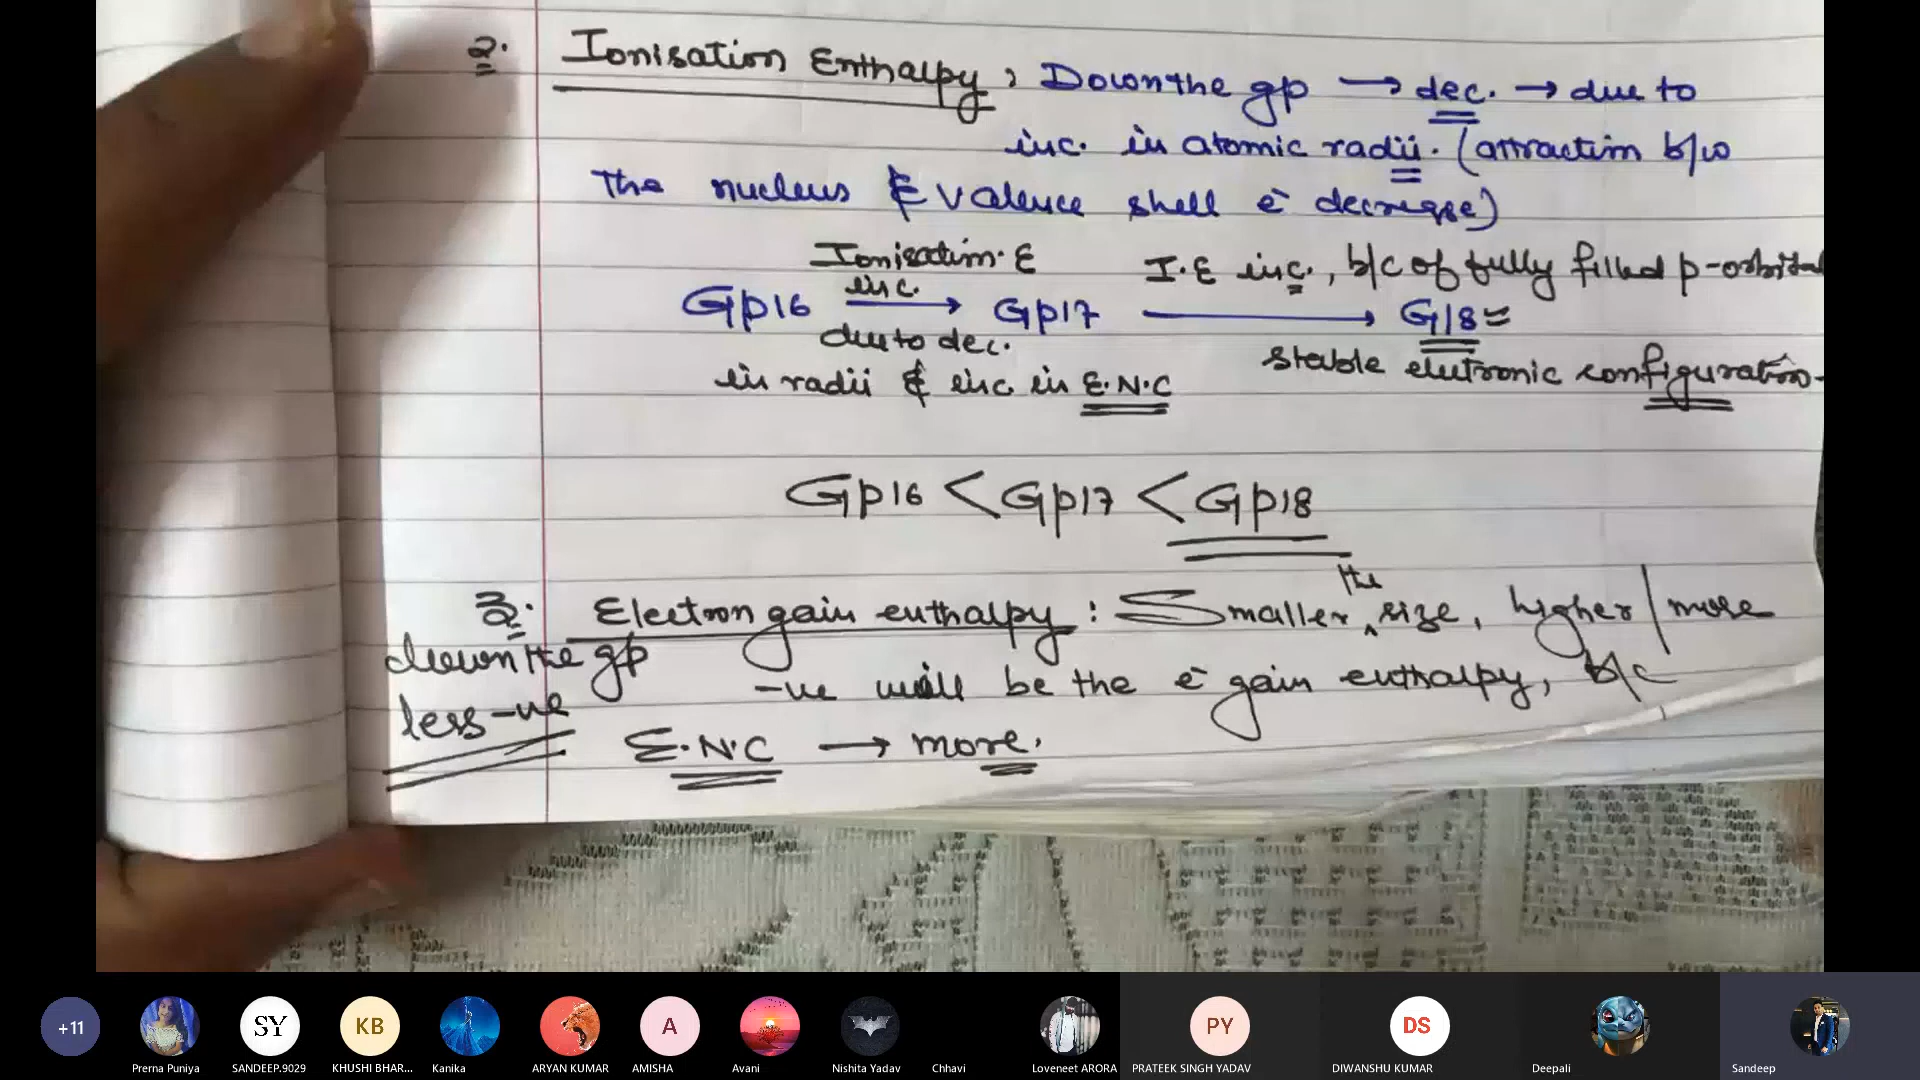 2. Ionisation Enthalpy: Down the gp → dec. → due to
inc. in atomic radii. (attraction b/w
the nucleus & valence shell e⁻ decrease)
Ionisation. E
inc.
I.E inc., b/c of fully filled p-orbital
Gp16 → Gp17 → G18
due to dec.
in radii & inc in E.N.C
stable eletronic configuration.
Gp16 < Gp17 < Gp18
3. Electron gain enthalpy: Smaller the size, higher/more
-ve will be the e⁻ gain enthalpy, b/c
E.N.C → more.
down the gp
less -ve
+11
SY
KB
A
PY
DS
Prerna Puniya
SANDEEP.9029
KHUSHI BHAR...
Kanika
ARYAN KUMAR
AMISHA
Avani
Nishita Yadav
Chhavi
Loveneet ARORA
PRATEEK SINGH YADAV
DIWANSHU KUMAR
Deepali
Sandeep